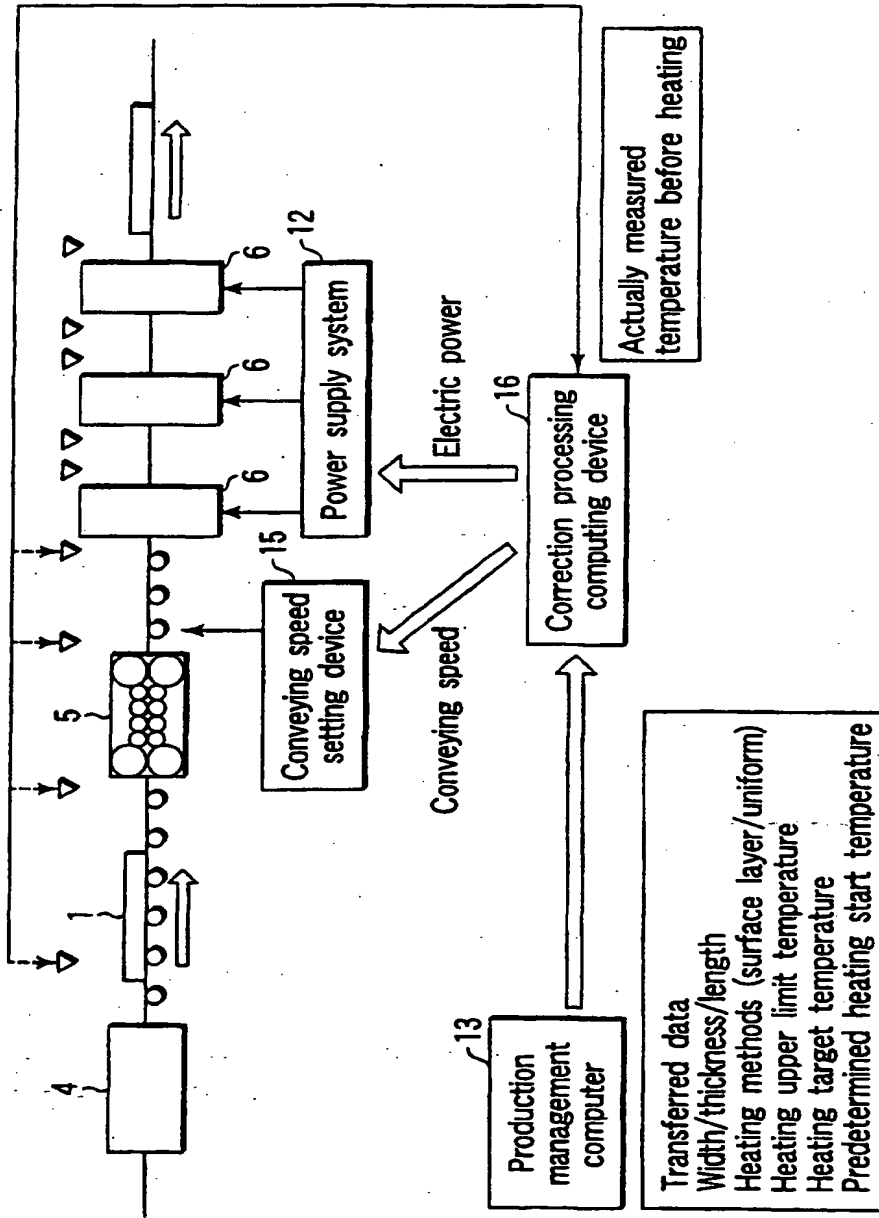 4
1
5
6
6
6
15
Conveying speed
setting device
12
Power supply system
Conveying speed
Electric power
13
Production
management
computer
16
Correction processing
computing device
Actually measured
temperature before heating
Transferred data
Width/thickness/length
Heating methods (surface layer/uniform)
Heating upper limit temperature
Heating target temperature
Predetermined heating start temperature